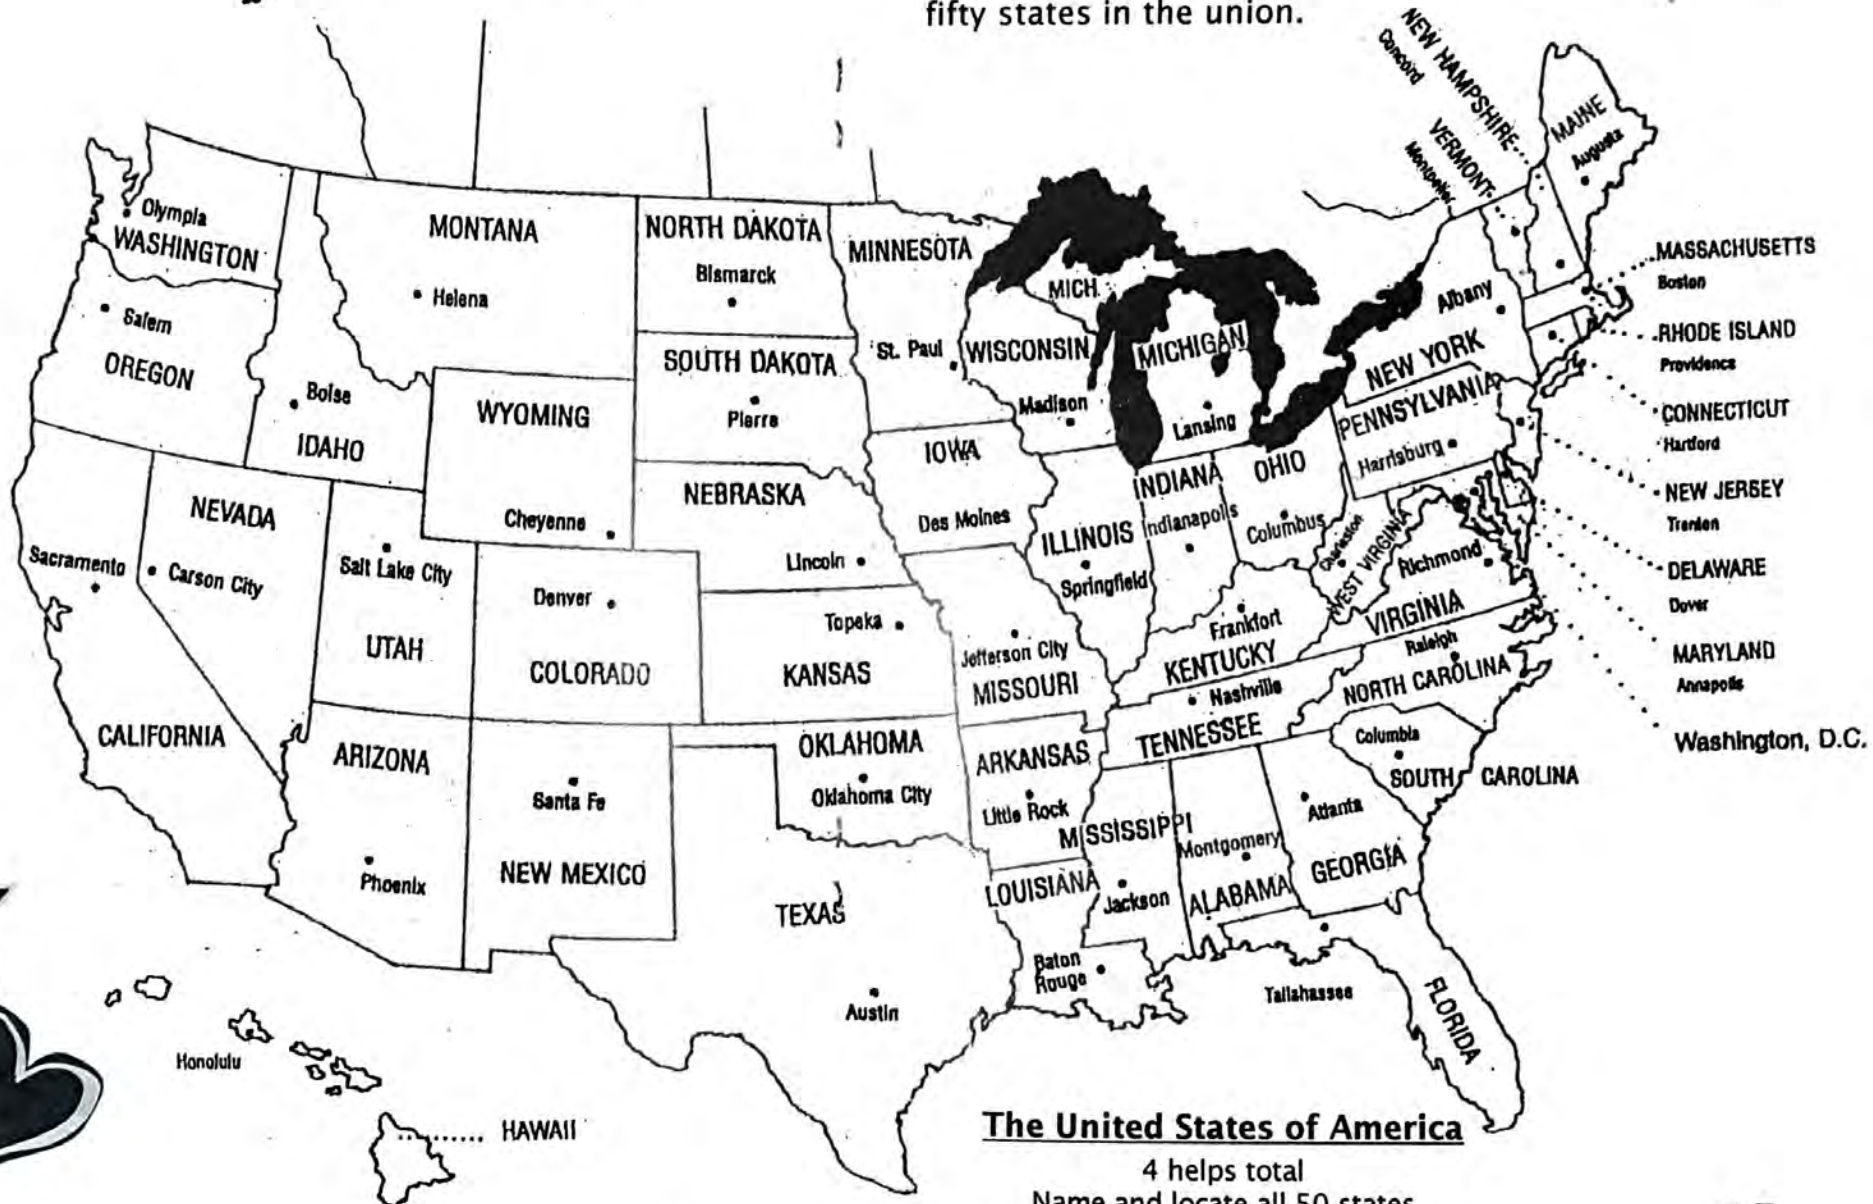 fifty states in the union.
NEW HAMPSHIRE
Concord
VERMONT
Montpelier
MAINE
Augusta
Olympia
WASHINGTON
MONTANA
Helena
NORTH DAKOTA
Bismarck
MINNESOTA
St. Paul
MICH.
WISCONSIN
Madison
MICHIGAN
Lansing
Albany
NEW YORK
MASSACHUSETTS
Boston
RHODE ISLAND
Providence
CONNECTICUT
Hartford
NEW JERSEY
Trenton
DELAWARE
Dover
MARYLAND
Annapolis
Washington, D.C.
Salem
OREGON
Boise
IDAHO
WYOMING
Cheyenne
SOUTH DAKOTA
Pierre
IOWA
Des Moines
NEBRASKA
Lincoln
PENNSYLVANIA
Harrisburg
INDIANA
Indianapolis
OHIO
Columbus
ILLINOIS
Springfield
Charleston
WEST VIRGINIA
Richmond
VIRGINIA
NEVADA
Carson City
Sacramento
CALIFORNIA
Salt Lake City
UTAH
Denver
COLORADO
Topeka
KANSAS
Jefferson City
MISSOURI
Frankfort
KENTUCKY
Nashville
TENNESSEE
Raleigh
NORTH CAROLINA
Columbia
SOUTH CAROLINA
ARIZONA
Phoenix
Santa Fe
NEW MEXICO
OKLAHOMA
Oklahoma City
ARKANSAS
Little Rock
MISSISSIPPI
Jackson
Montgomery
ALABAMA
Atlanta
GEORGIA
TEXAS
Austin
LOUISIANA
Baton
Rouge
Tallahassee
FLORIDA
Honolulu
HAWAII
The United States of America
4 helps total
Name and locate all 50 states